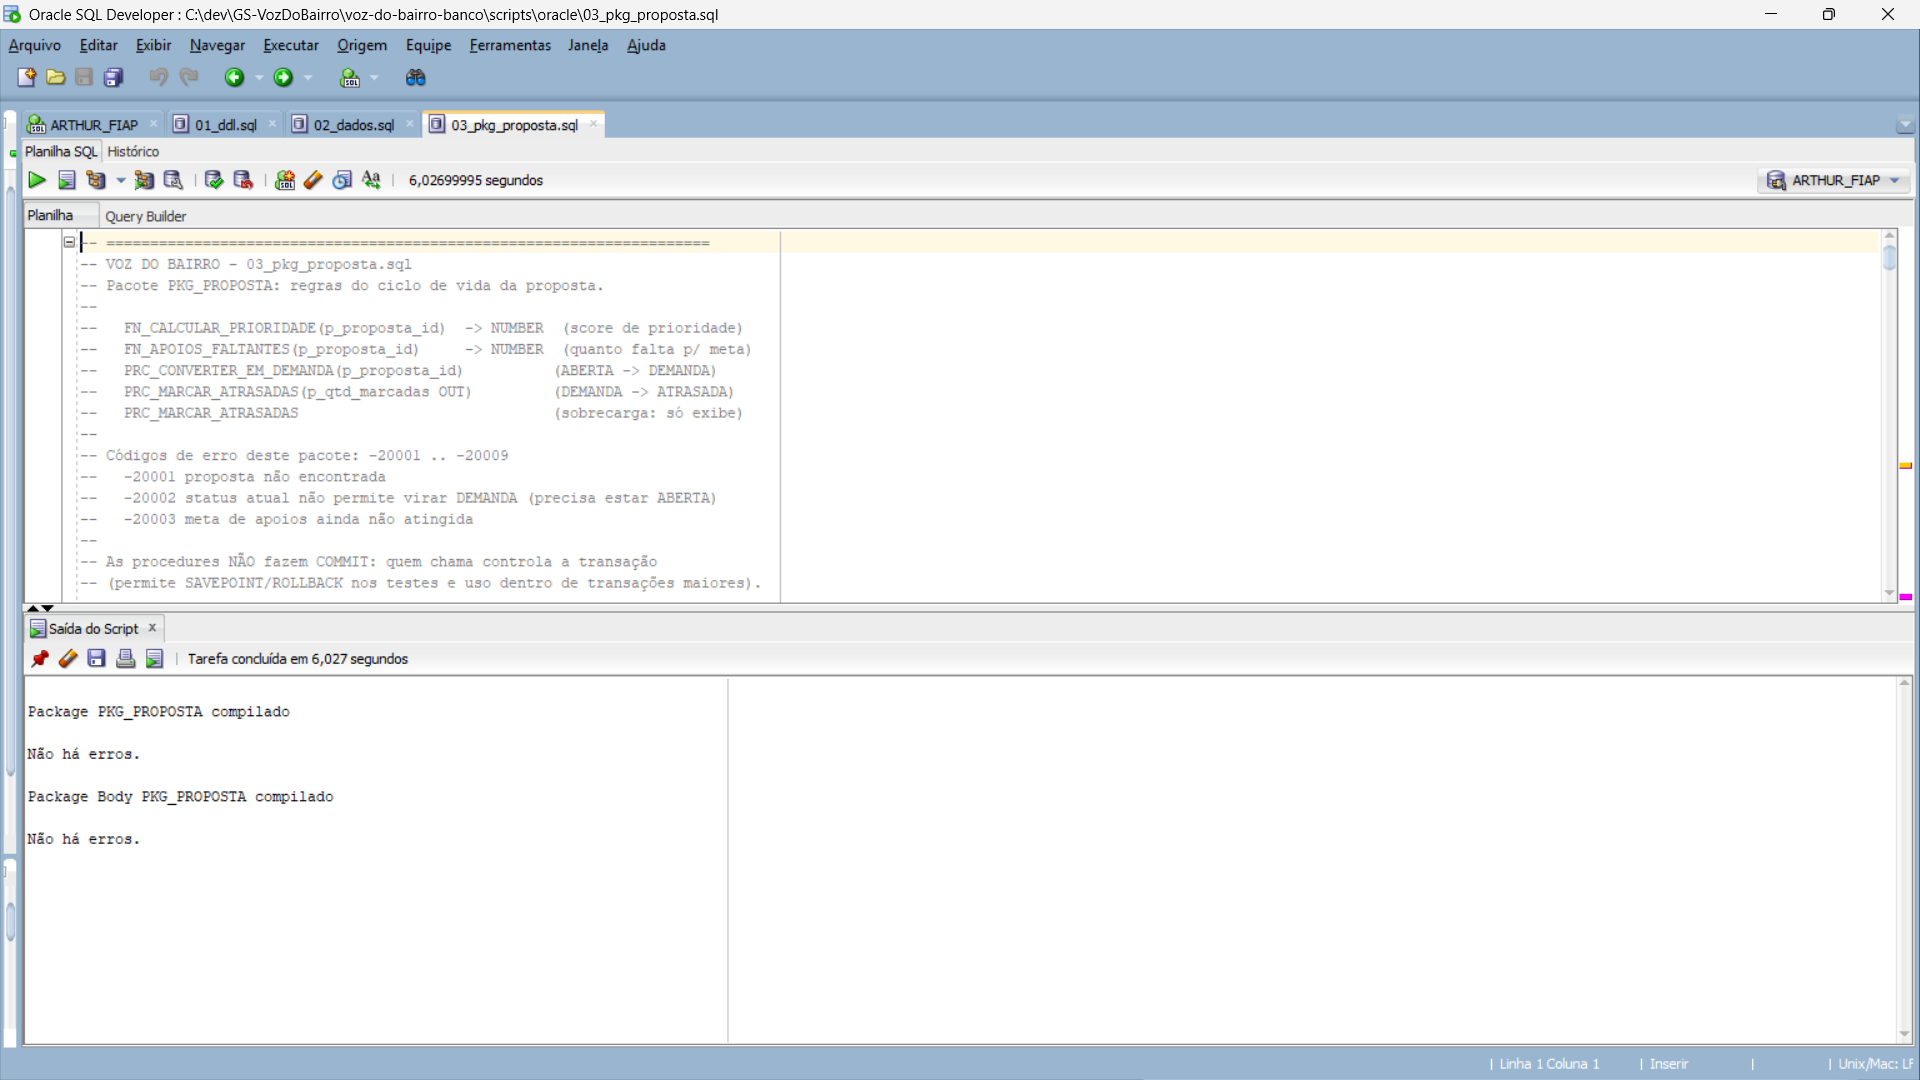 Oracle SQL Developer : C:\dev\GS-VozDoBairro\voz-do-bairro-banco\scripts\oracle\03_pkg_proposta.sql
Arquivo Editar Exibir Navegar Executar Origem Equipe Ferramentas Janela Ajuda
ARTHUR_FIAP 01_ddl.sql 02_dados.sql 03_pkg_proposta.sql
Planilha SQL Histórico
6,02699995 segundos ARTHUR_FIAP
Planilha Query Builder
-- =====================================================================
-- VOZ DO BAIRRO - 03_pkg_proposta.sql
-- Pacote PKG_PROPOSTA: regras do ciclo de vida da proposta.
--
--   FN_CALCULAR_PRIORIDADE(p_proposta_id)  -> NUMBER  (score de prioridade)
--   FN_APOIOS_FALTANTES(p_proposta_id)     -> NUMBER  (quanto falta p/ meta)
--   PRC_CONVERTER_EM_DEMANDA(p_proposta_id)          (ABERTA -> DEMANDA)
--   PRC_MARCAR_ATRASADAS(p_qtd_marcadas OUT)         (DEMANDA -> ATRASADA)
--   PRC_MARCAR_ATRASADAS                             (sobrecarga: só exibe)
--
-- Códigos de erro deste pacote: -20001 .. -20009
--   -20001 proposta não encontrada
--   -20002 status atual não permite virar DEMANDA (precisa estar ABERTA)
--   -20003 meta de apoios ainda não atingida
--
-- As procedures NÃO fazem COMMIT: quem chama controla a transação
-- (permite SAVEPOINT/ROLLBACK nos testes e uso dentro de transações maiores).
Saída do Script
Tarefa concluída em 6,027 segundos
Package PKG_PROPOSTA compilado
Não há erros.
Package Body PKG_PROPOSTA compilado
Não há erros.
Linha 1 Coluna 1 Inserir Unix/Mac: LF